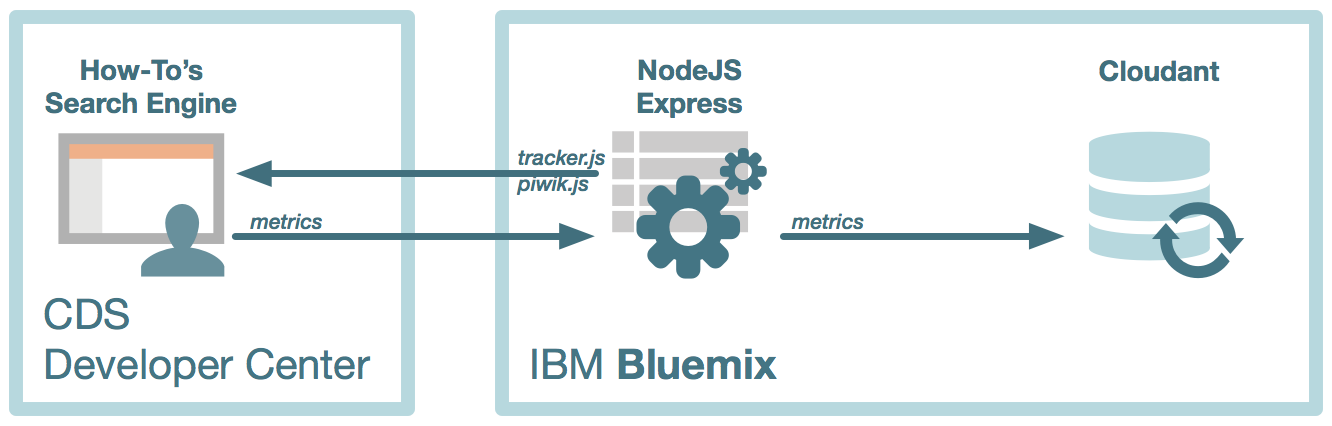 How-To's
Search Engine
metrics
CDS
Developer Center
NodeJS
Express
tracker.js
piwik.js
metrics
Cloudant
IBM Bluemix